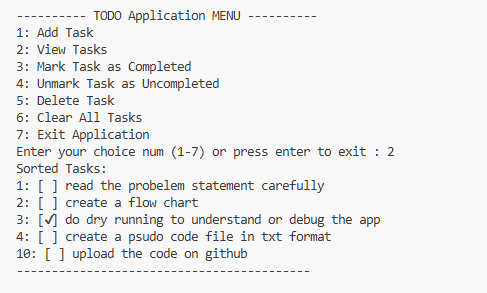 ---------- TODO Application MENU ----------
1: Add Task
2: View Tasks
3: Mark Task as Completed
4: Unmark Task as Uncompleted
5: Delete Task
6: Clear All Tasks
7: Exit Application
Enter your choice num (1-7) or press enter to exit : 2
Sorted Tasks:
1: [ ] read the probelem statement carefully
2: [ ] create a flow chart
3: [✓] do dry running to understand or debug the app
4: [ ] create a psudo code file in txt format
10: [ ] upload the code on github
------------------------------------------